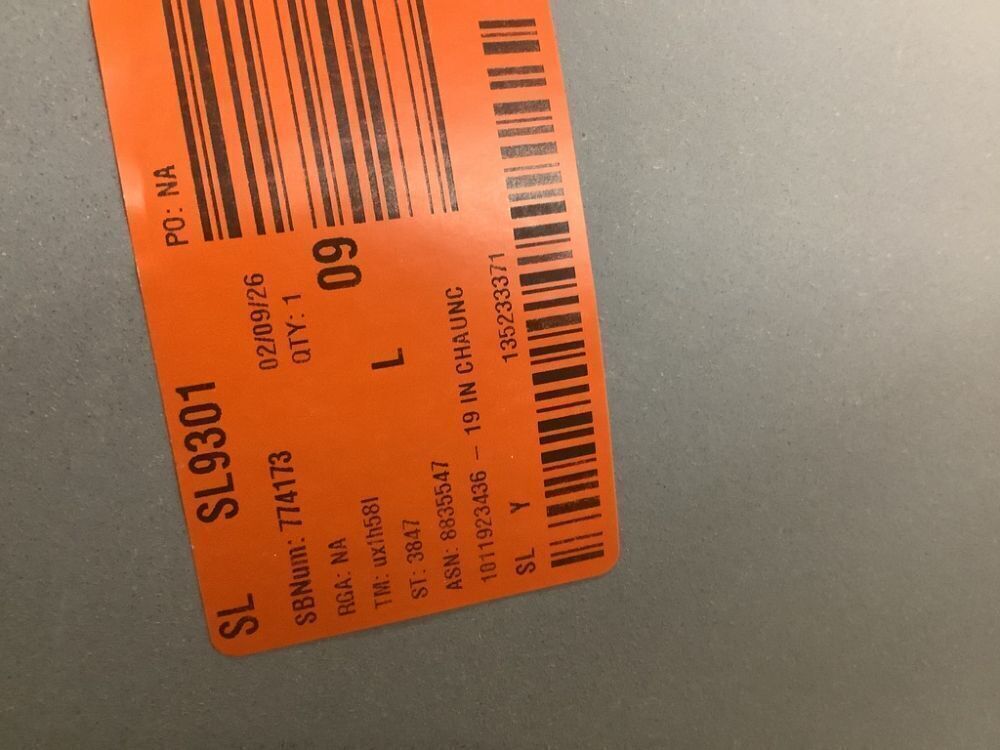 SL SL9301 PO: NA
SBNum: 774173 02/09/26
RGA: NA QTY: 1
TM: ux1h58l 09
ST: 3847 L
ASN: 8835547
1011923436 – 19 IN CHAUNC
SL Y 135233371